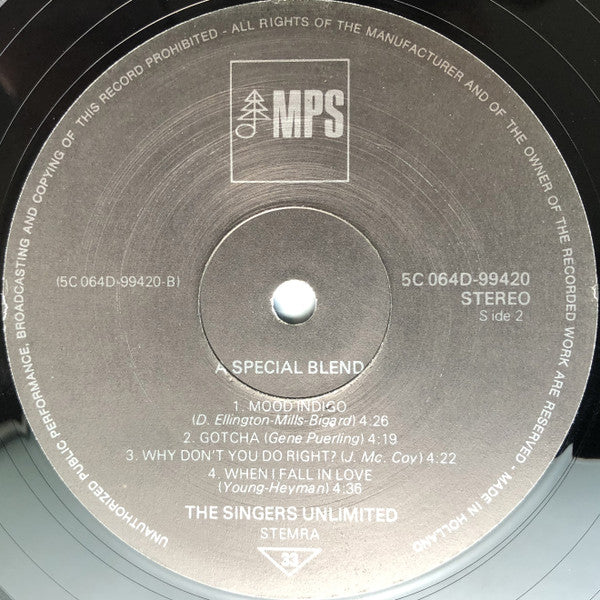 UNAUTHORIZED PUBLIC PERFORMANCE, BROADCASTING AND COPYING OF THIS RECORD PROHIBITED - ALL RIGHTS OF THE MANUFACTURER AND OF THE OWNER OF THE RECORDED WORK ARE RESERVED - MADE IN HOLLAND
MPS
(5C 064D-99420-B)
5C 064D-99420
STEREO
Side 2
A SPECIAL BLEND
1. MOOD INDIGO
(D. Ellington-Mills-Bigard) 4:26
2. GOTCHA (Gene Puerling) 4:19
3. WHY DON'T YOU DO RIGHT? (J. Mc. Coy) 4:22
4. WHEN I FALL IN LOVE
(Young-Heyman) 4:36
THE SINGERS UNLIMITED
STEMRA
33